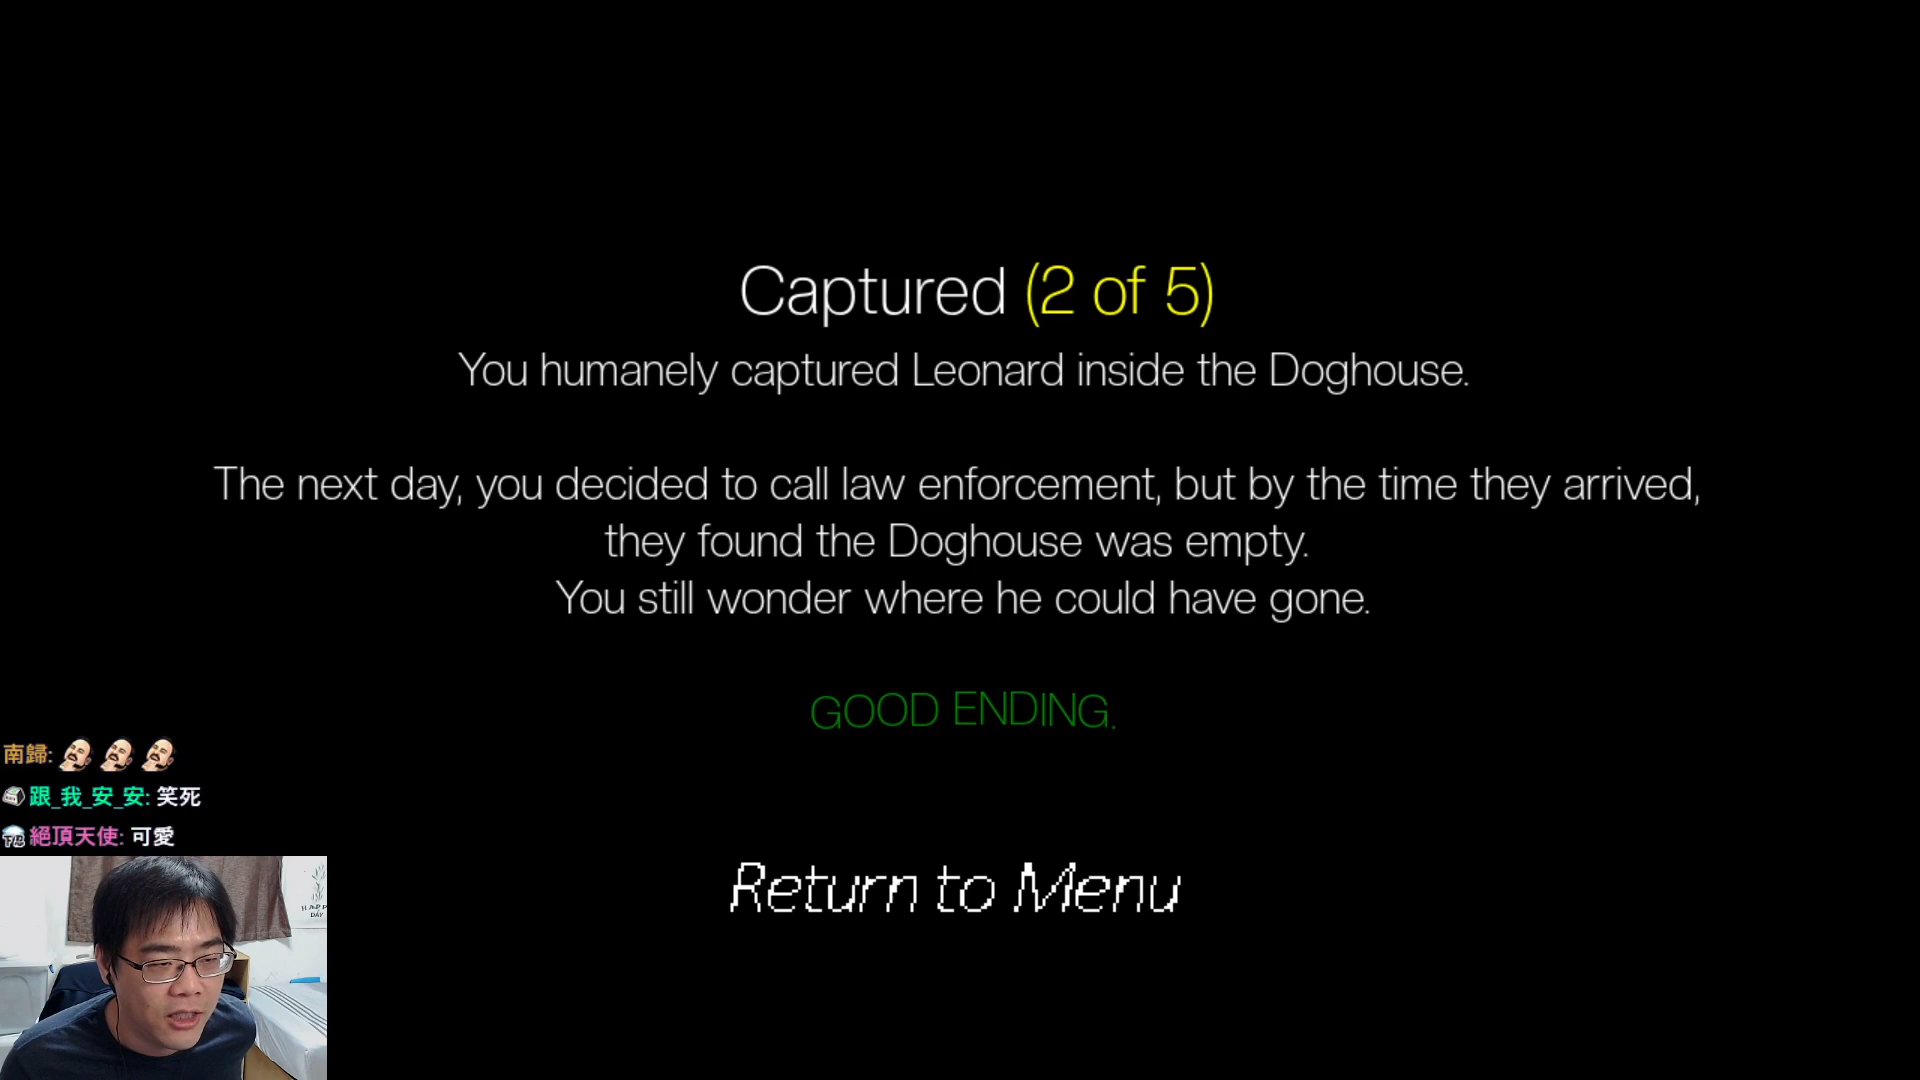 Captured (2 of 5)
You humanely captured Leonard inside the Doghouse.
The next day, you decided to call law enforcement, but by the time they arrived,
they found the Doghouse was empty.
You still wonder where he could have gone.
GOOD ENDING.
Return to Menu
南歸:
跟_我_安_安: 笑死
絕頂天使: 可愛